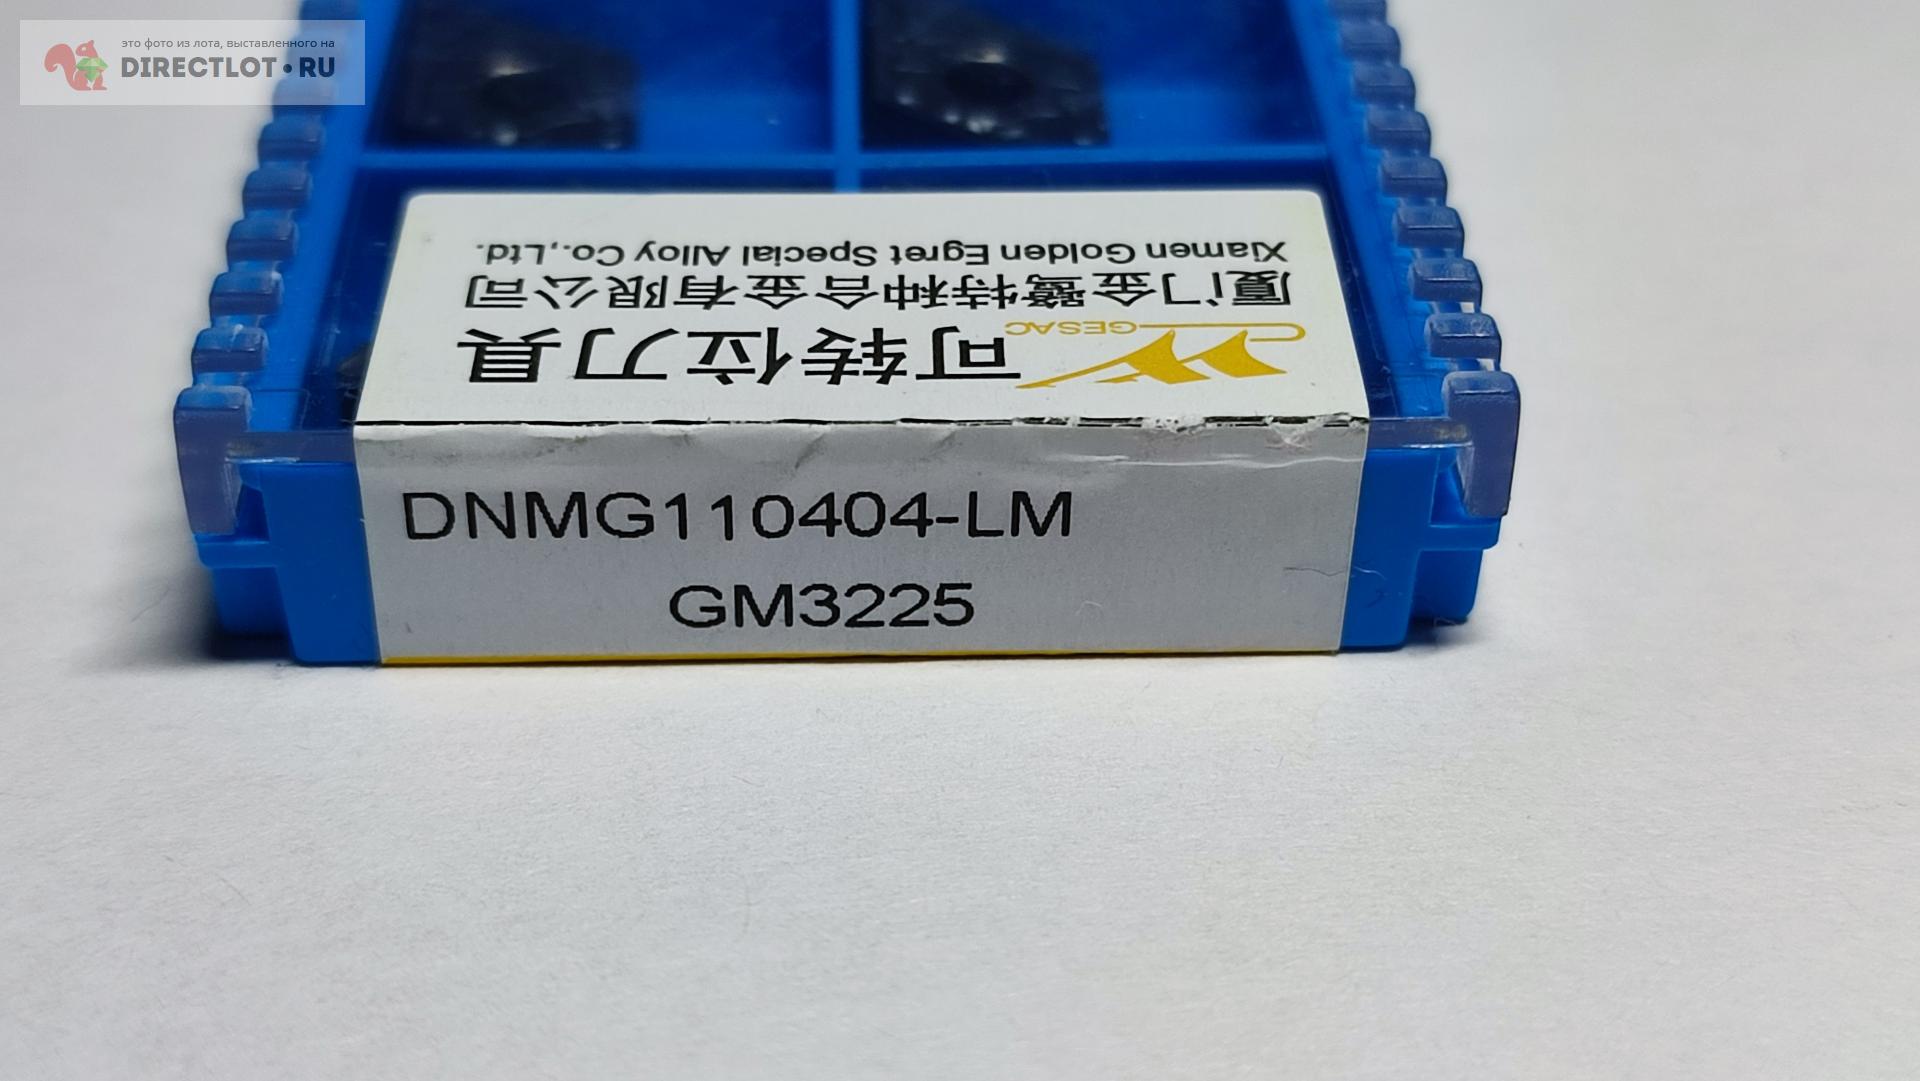 это фото из лота, выставленного на
DIRECTLOT•RU
Xiamen Golden Egret Special Alloy Co.,Ltd.
厦门金鹭特种合金有限公司
GESAC
可转位刀具
DNMG110404-LM
GM3225